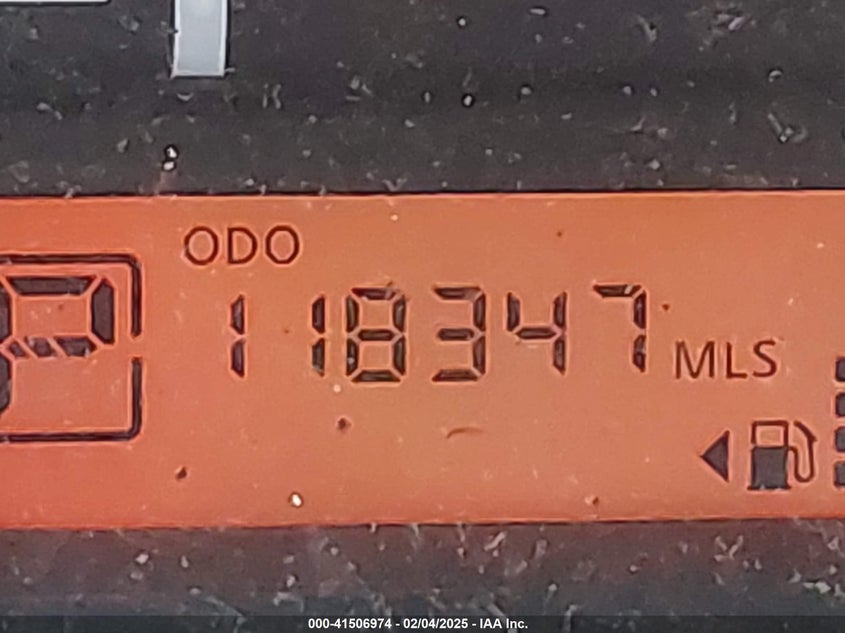 ODO
118347 MLS
P
000-41506974 - 02/04/2025 - IAA Inc.